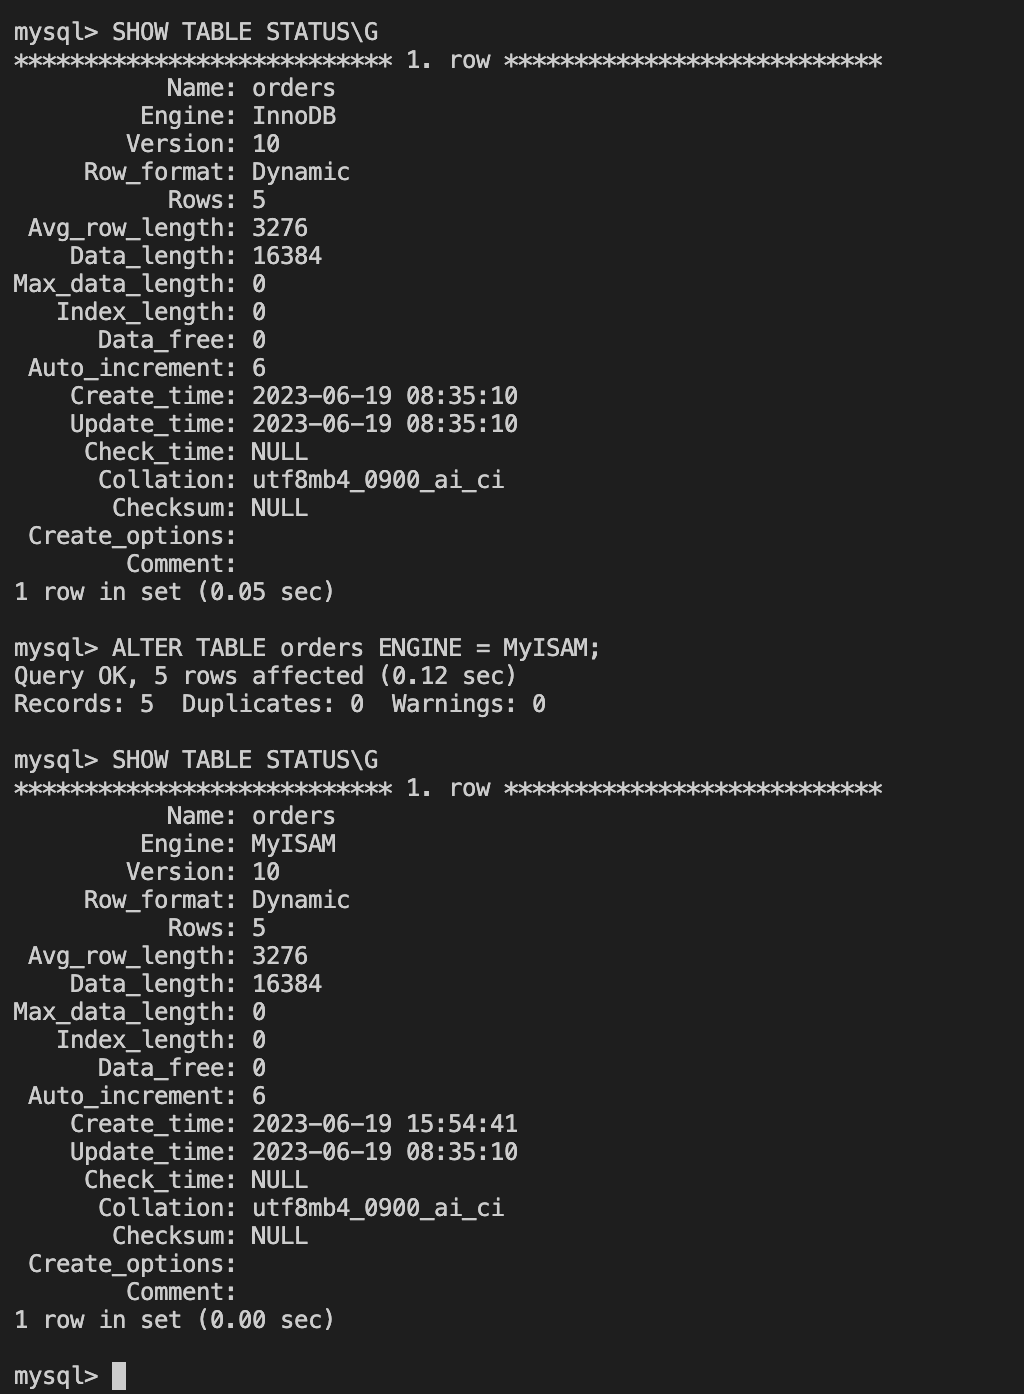 mysql> SHOW TABLE STATUS\G
*************************** 1. row ***************************
Name: orders
Engine: InnoDB
Version: 10
Row_format: Dynamic
Rows: 5
Avg_row_length: 3276
Data_length: 16384
Max_data_length: 0
Index_length: 0
Data_free: 0
Auto_increment: 6
Create_time: 2023-06-19 08:35:10
Update_time: 2023-06-19 08:35:10
Check_time: NULL
Collation: utf8mb4_0900_ai_ci
Checksum: NULL
Create_options:
Comment:
1 row in set (0.05 sec)
mysql> ALTER TABLE orders ENGINE = MyISAM;
Query OK, 5 rows affected (0.12 sec)
Records: 5  Duplicates: 0  Warnings: 0
mysql> SHOW TABLE STATUS\G
*************************** 1. row ***************************
Name: orders
Engine: MyISAM
Version: 10
Row_format: Dynamic
Rows: 5
Avg_row_length: 3276
Data_length: 16384
Max_data_length: 0
Index_length: 0
Data_free: 0
Auto_increment: 6
Create_time: 2023-06-19 15:54:41
Update_time: 2023-06-19 08:35:10
Check_time: NULL
Collation: utf8mb4_0900_ai_ci
Checksum: NULL
Create_options:
Comment:
1 row in set (0.00 sec)
mysql>